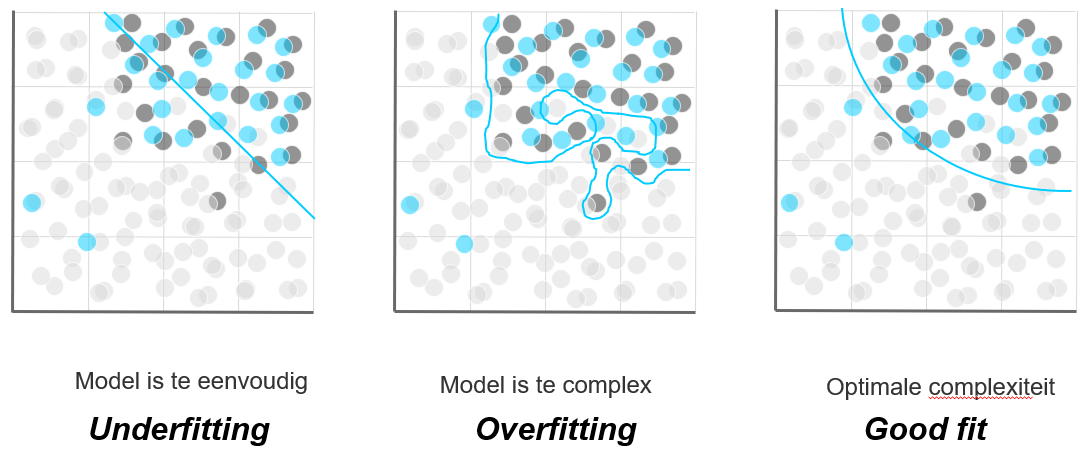 Model is te eenvoudig
Underfitting
Model is te complex
Overfitting
Optimale complexiteit
Good fit